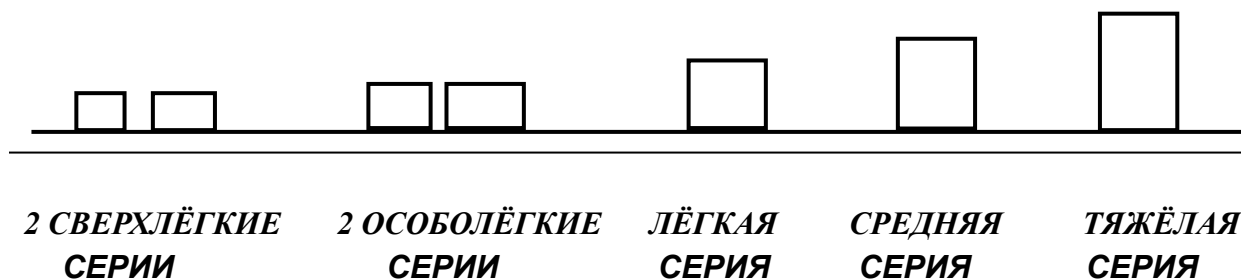 2 СВЕРХЛЁГКИЕ 2 ОСОБОЛЁГКИЕ ЛЁГКАЯ СРЕДНЯЯ ТЯЖЁЛАЯ
СЕРИИ СЕРИИ СЕРИЯ СЕРИЯ СЕРИЯ